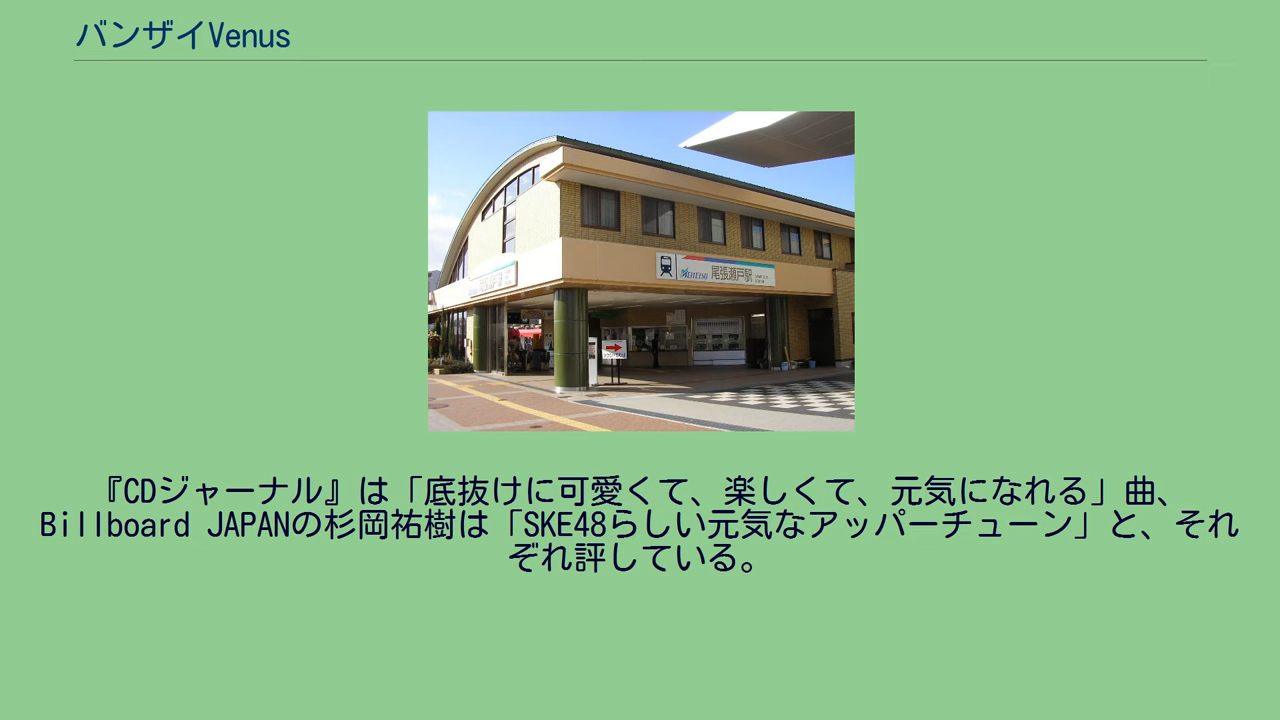 バンザイVenus
MEITETSU 尾張瀬戸駅
『CDジャーナル』は「底抜けに可愛くて、楽しくて、元気になれる」曲、
Billboard JAPANの杉岡祐樹は「SKE48らしい元気なアッパーチューン」と、それ
ぞれ評している。